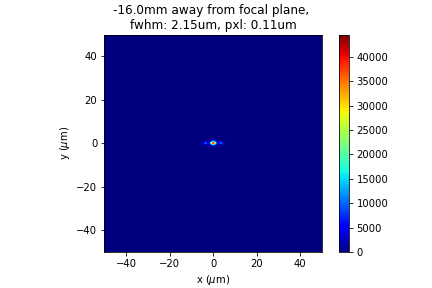 -16.0mm away from focal plane,
fwhm: 2.15um, pxl: 0.11um
40
20
0
−20
−40
y (μm)
−40 −20 0 20 40
x (μm)
40000
35000
30000
25000
20000
15000
10000
5000
0